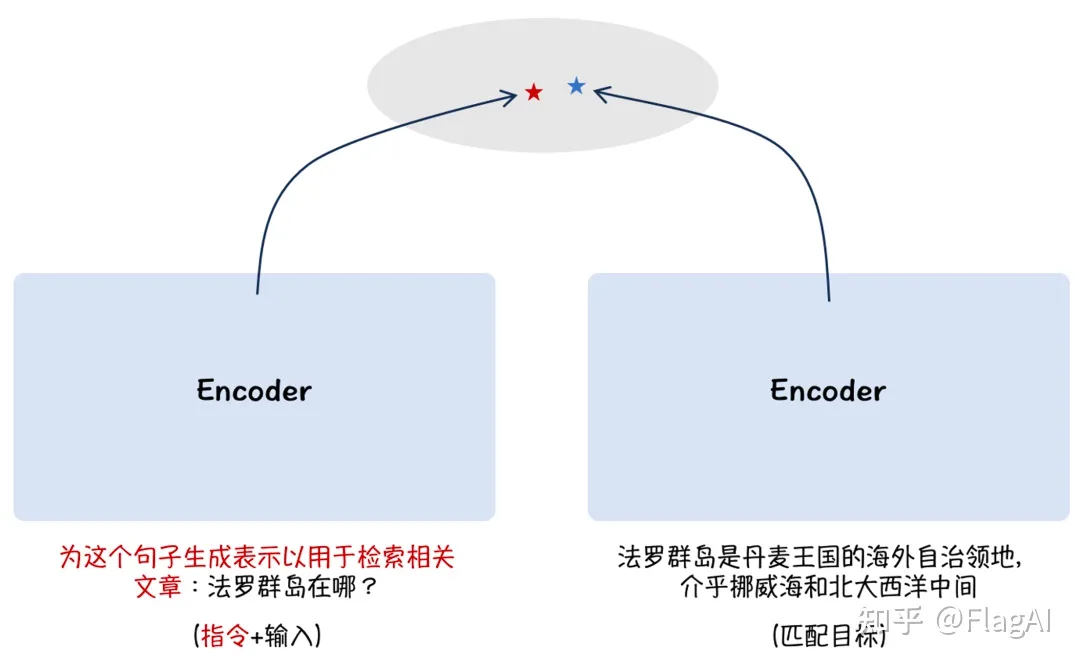 Encoder
Encoder
为这个句子生成表示以用于检索相关
文章：法罗群岛在哪？
(指令+输入)
法罗群岛是丹麦王国的海外自治领地,
介乎挪威海和北大西洋中间
(匹配目标)
知乎 @FlagAI